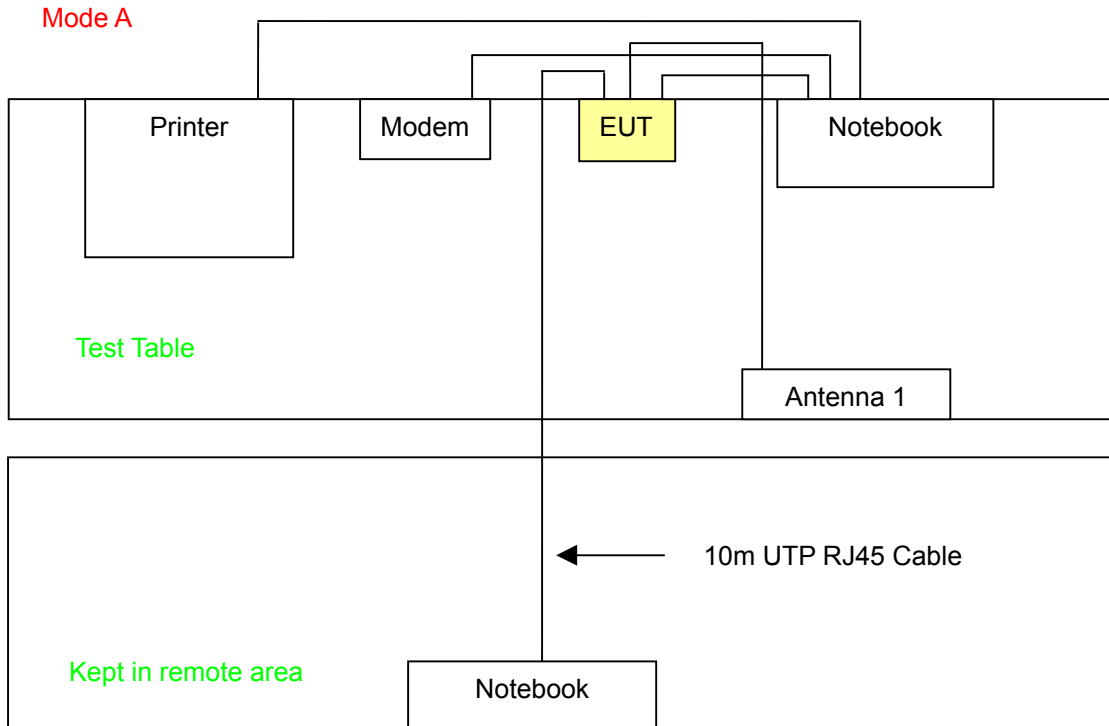 Mode A
Printer
Modem
EUT
Notebook
Test Table
Antenna 1
10m UTP RJ45 Cable
Kept in remote area
Notebook